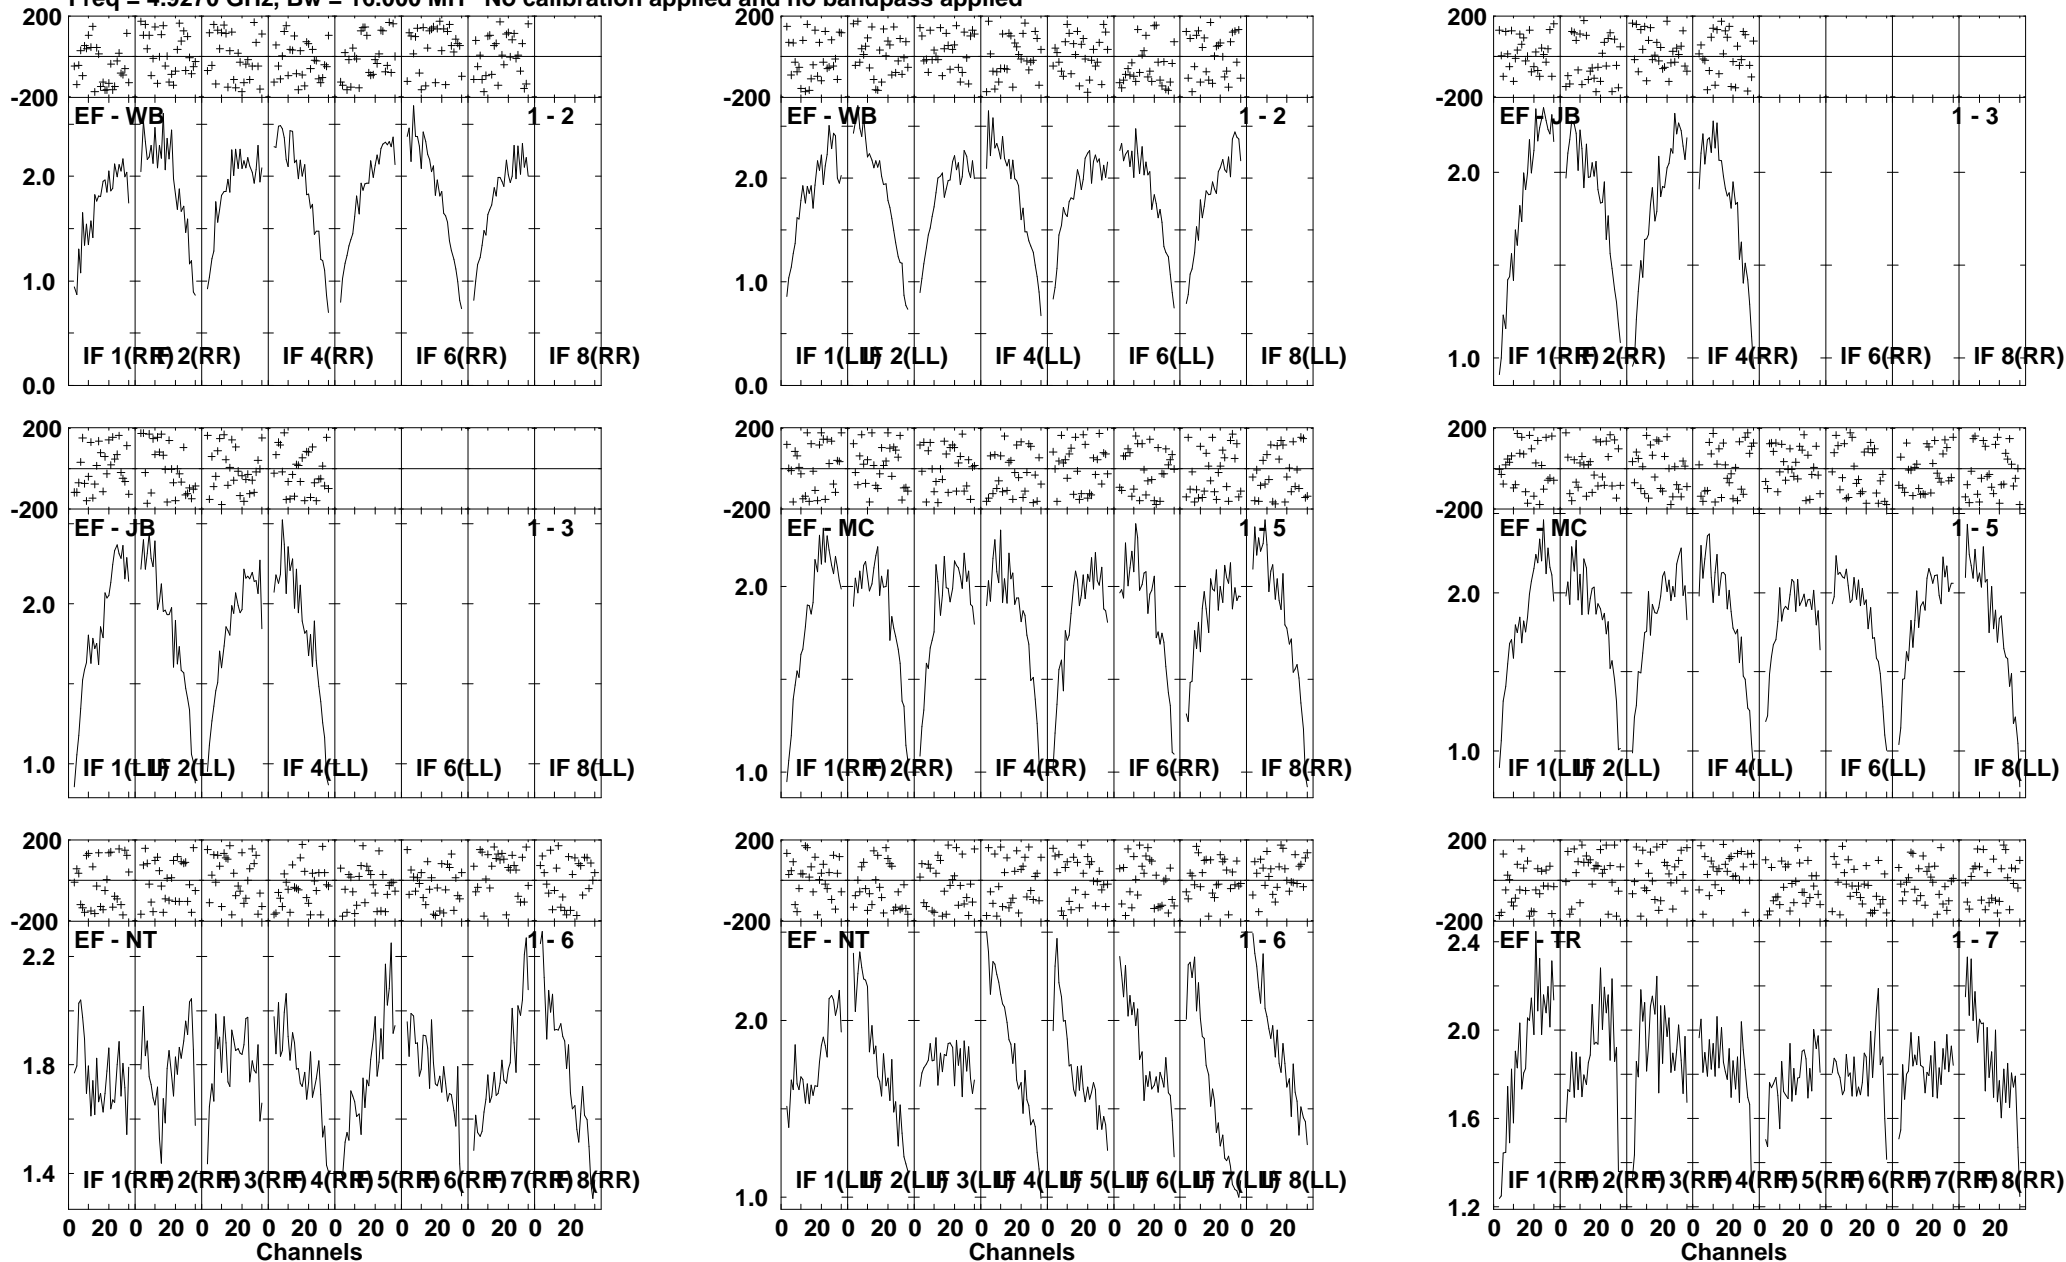 Freq = 4.9276 GHz, Bw = 16.000 MH No calibration applied and no bandpass applied
200 200 200
-200 -200 -200
EF - WB 1 - 2 EF - WB 1 - 2 EF - JB 1 - 3
2.0 2.0 2.0
1.0 1.0 1.0
IF 1(RR) IF 2(RR) IF 4(RR) IF 6(RR) IF 8(RR) IF 1(LL) IF 2(LL) IF 4(LL) IF 6(LL) IF 8(LL) IF 1(RR) IF 2(RR) IF 4(RR) IF 6(RR) IF 8(RR)
0.0 0.0
200 200 200
-200 -200 -200
EF - JB 1 - 3 EF - MC 1 - 5 EF - MC 1 - 5
2.0 2.0 2.0
1.0 1.0 1.0
IF 1(LL) IF 2(LL) IF 4(LL) IF 6(LL) IF 8(LL) IF 1(RR) IF 2(RR) IF 4(RR) IF 6(RR) IF 8(RR) IF 1(LL) IF 2(LL) IF 4(LL) IF 6(LL) IF 8(LL)
200 200 200
-200 -200 -200
EF - NT 1 - 6 EF - NT 1 - 6 EF - TR 1 - 7
2.2 2.4
2.0 2.0
1.8
1.6
1.4 1.0 1.2
IF 1(RR) IF 2(RR) IF 3(RR) IF 4(RR) IF 5(RR) IF 6(RR) IF 7(RR) IF 8(RR) IF 1(LL) IF 2(LL) IF 3(LL) IF 4(LL) IF 5(LL) IF 6(LL) IF 7(LL) IF 8(LL) IF 1(RR) IF 2(RR) IF 3(RR) IF 4(RR) IF 5(RR) IF 6(RR) IF 7(RR) IF 8(RR)
0 20 0 20 0 20 0 20 0 20 0 20 0 20 0 20 0 20 0 20 0 20 0 20 0 20 0 20 0 20 0 20 0 20 0 20 0 20 0 20 0 20 0 20 0 20 0 20
Channels Channels Channels